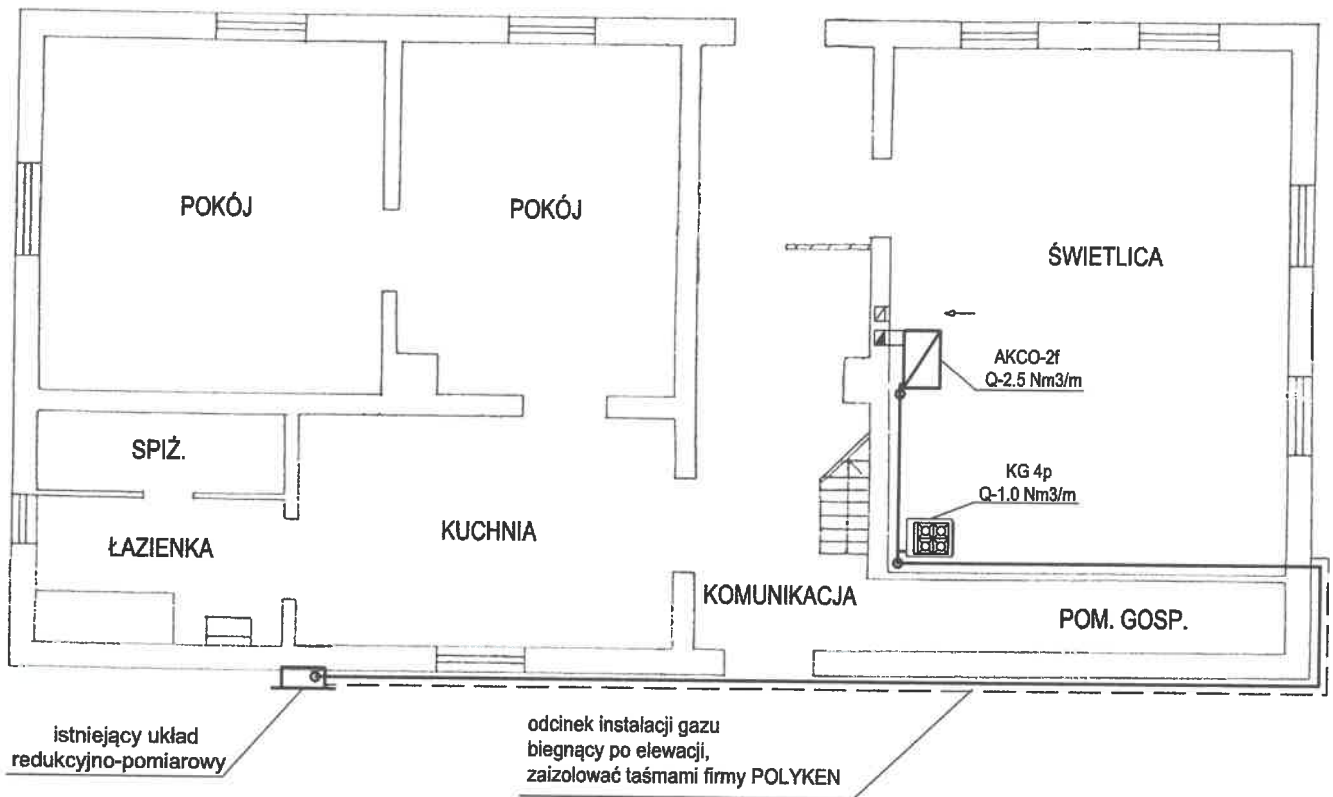 POKÓJ
POKÓJ
ŚWIETLICA
AKCO-2f
Q-2.5 Nm3/m
SPIŻ.
KG 4p
Q-1.0 Nm3/m
KUCHNIA
ŁAZIENKA
KOMUNIKACJA
POM. GOSP.
istniejący układ
redukcyjno-pomiarowy
odcinek instalacji gazu
biegnący po elewacji,
zaizolować taśmami firmy POLYKEN